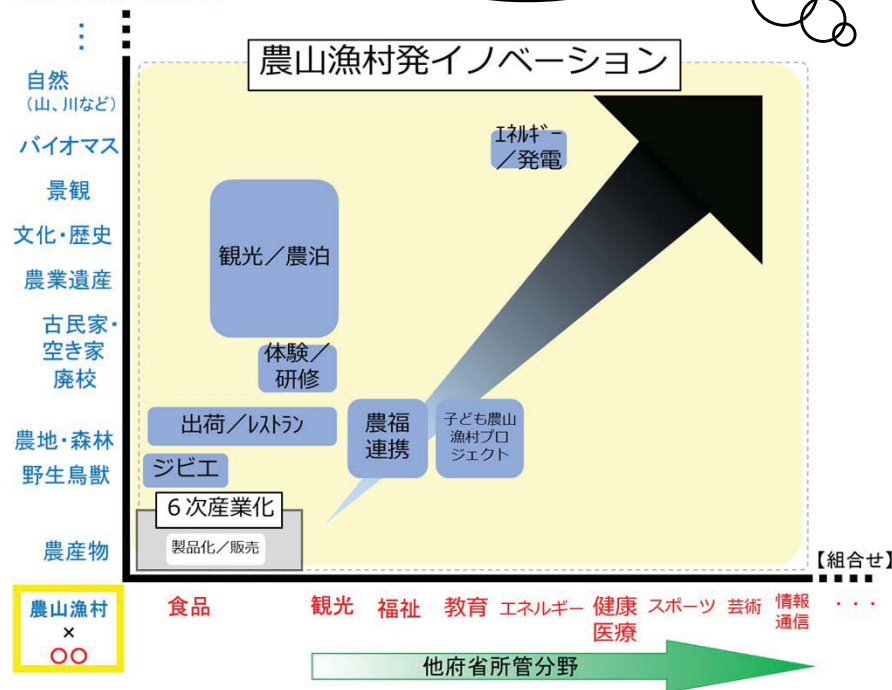 農山漁村発イノベーション
自然
(山、川など)
バイオマス
景観
文化・歴史
農業遺産
古民家・
空き家
廃校
農地・森林
野生鳥獣
農産物
エネルギー
／発電
観光／農泊
体験／
研修
出荷／レストラン
農福
連携
子ども農山
漁村プロ
ジェクト
ジビエ
６次産業化
製品化／販売
【組合せ】
農山漁村
×
〇〇
食品
観光
福祉
教育
エネルギー
健康
医療
スポーツ
芸術
情報
通信
・・・
他府省所管分野